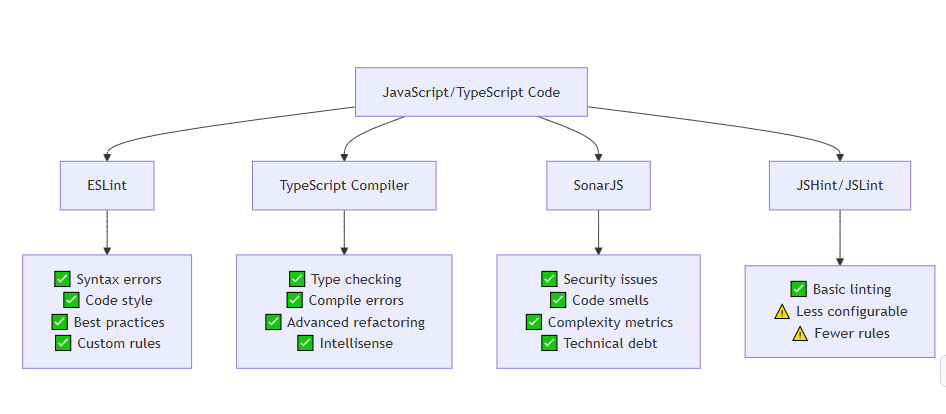 JavaScript/TypeScript Code
ESLint
TypeScript Compiler
SonarJS
JSHint/JSLint
✅ Syntax errors
✅ Code style
✅ Best practices
✅ Custom rules
✅ Type checking
✅ Compile errors
✅ Advanced refactoring
✅ Intellisense
✅ Security issues
✅ Code smells
✅ Complexity metrics
✅ Technical debt
✅ Basic linting
⚠️ Less configurable
⚠️ Fewer rules